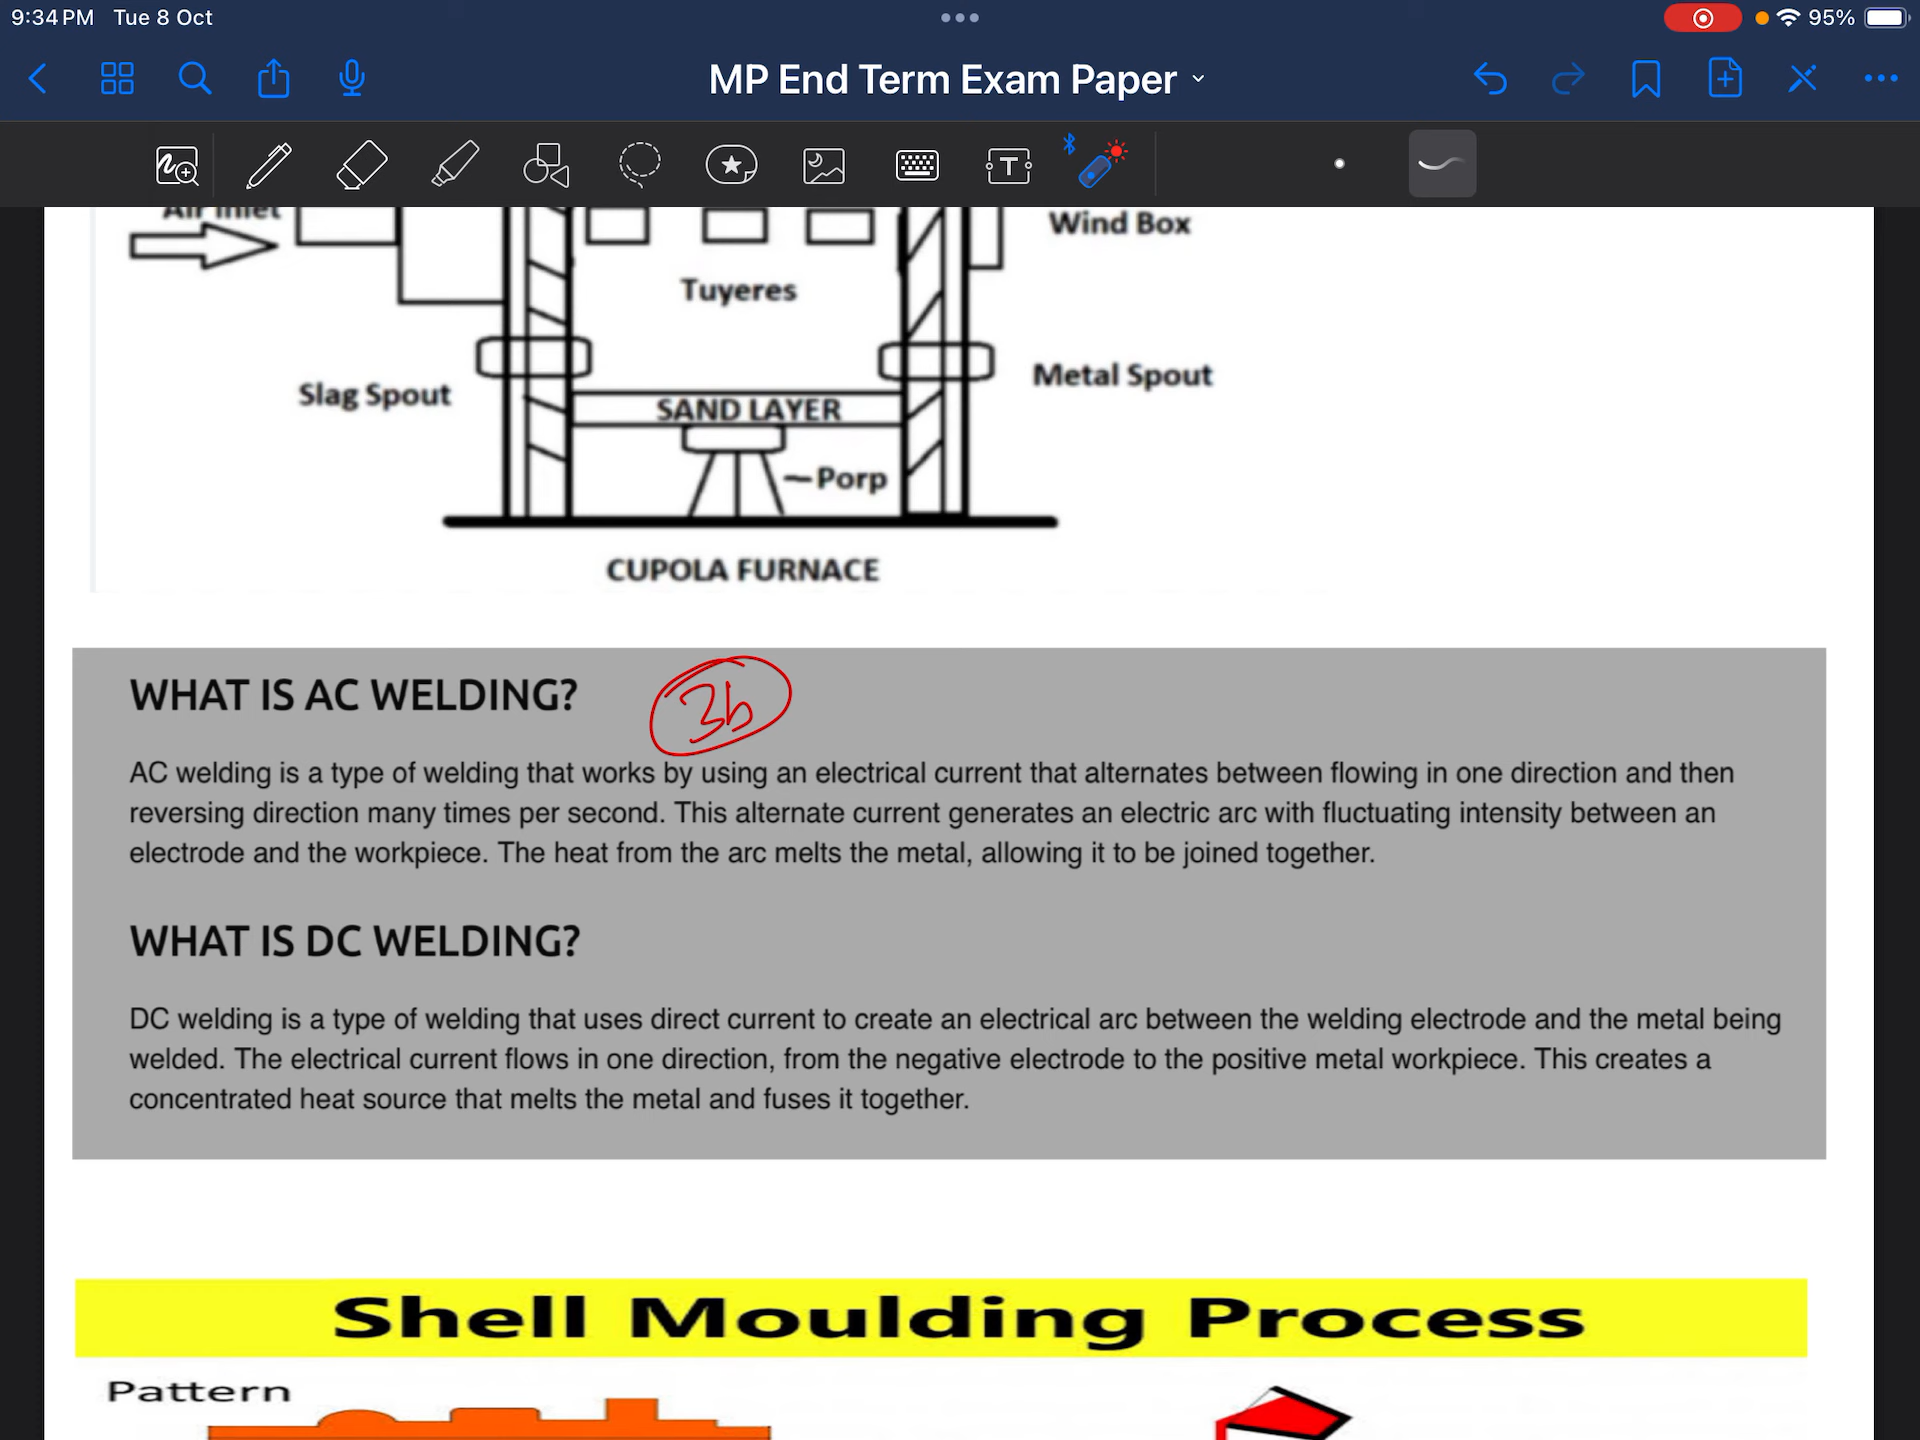 9:34 PM Tue 8 Oct
95%
MP End Term Exam Paper
T
Air Inlet
Wind Box
Tuyeres
Slag Spout
Metal Spout
SAND LAYER
Porp
CUPOLA FURNACE
WHAT IS AC WELDING?
3b
AC welding is a type of welding that works by using an electrical current that alternates between flowing in one direction and then
reversing direction many times per second. This alternate current generates an electric arc with fluctuating intensity between an
electrode and the workpiece. The heat from the arc melts the metal, allowing it to be joined together.
WHAT IS DC WELDING?
DC welding is a type of welding that uses direct current to create an electrical arc between the welding electrode and the metal being
welded. The electrical current flows in one direction, from the negative electrode to the positive metal workpiece. This creates a
concentrated heat source that melts the metal and fuses it together.
Shell Moulding Process
Pattern